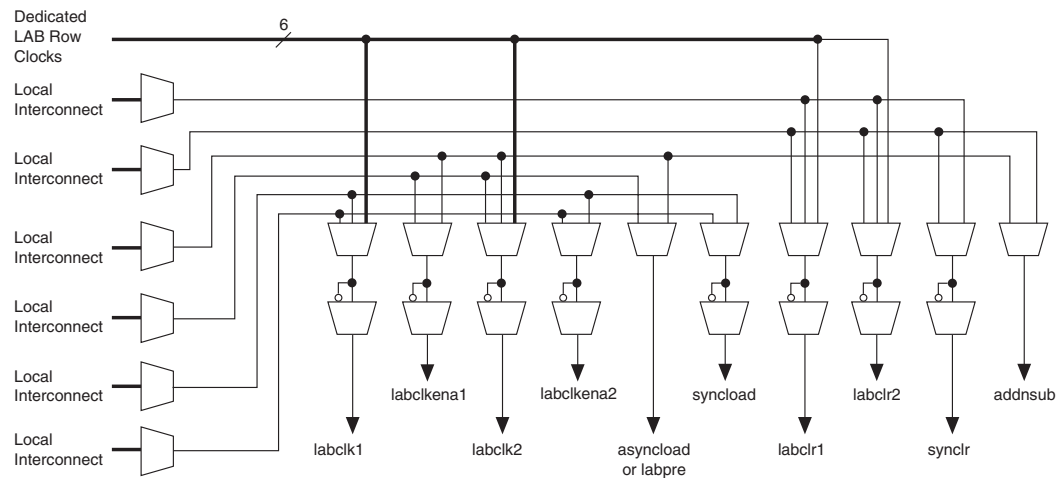 Dedicated
LAB Row
Clocks
6
Local
Interconnect
Local
Interconnect
Local
Interconnect
Local
Interconnect
Local
Interconnect
Local
Interconnect
labclkena1
labclkena2
syncload
labclr2
addnsub
labclk1
labclk2
asyncload
or labpre
labclr1
synclr